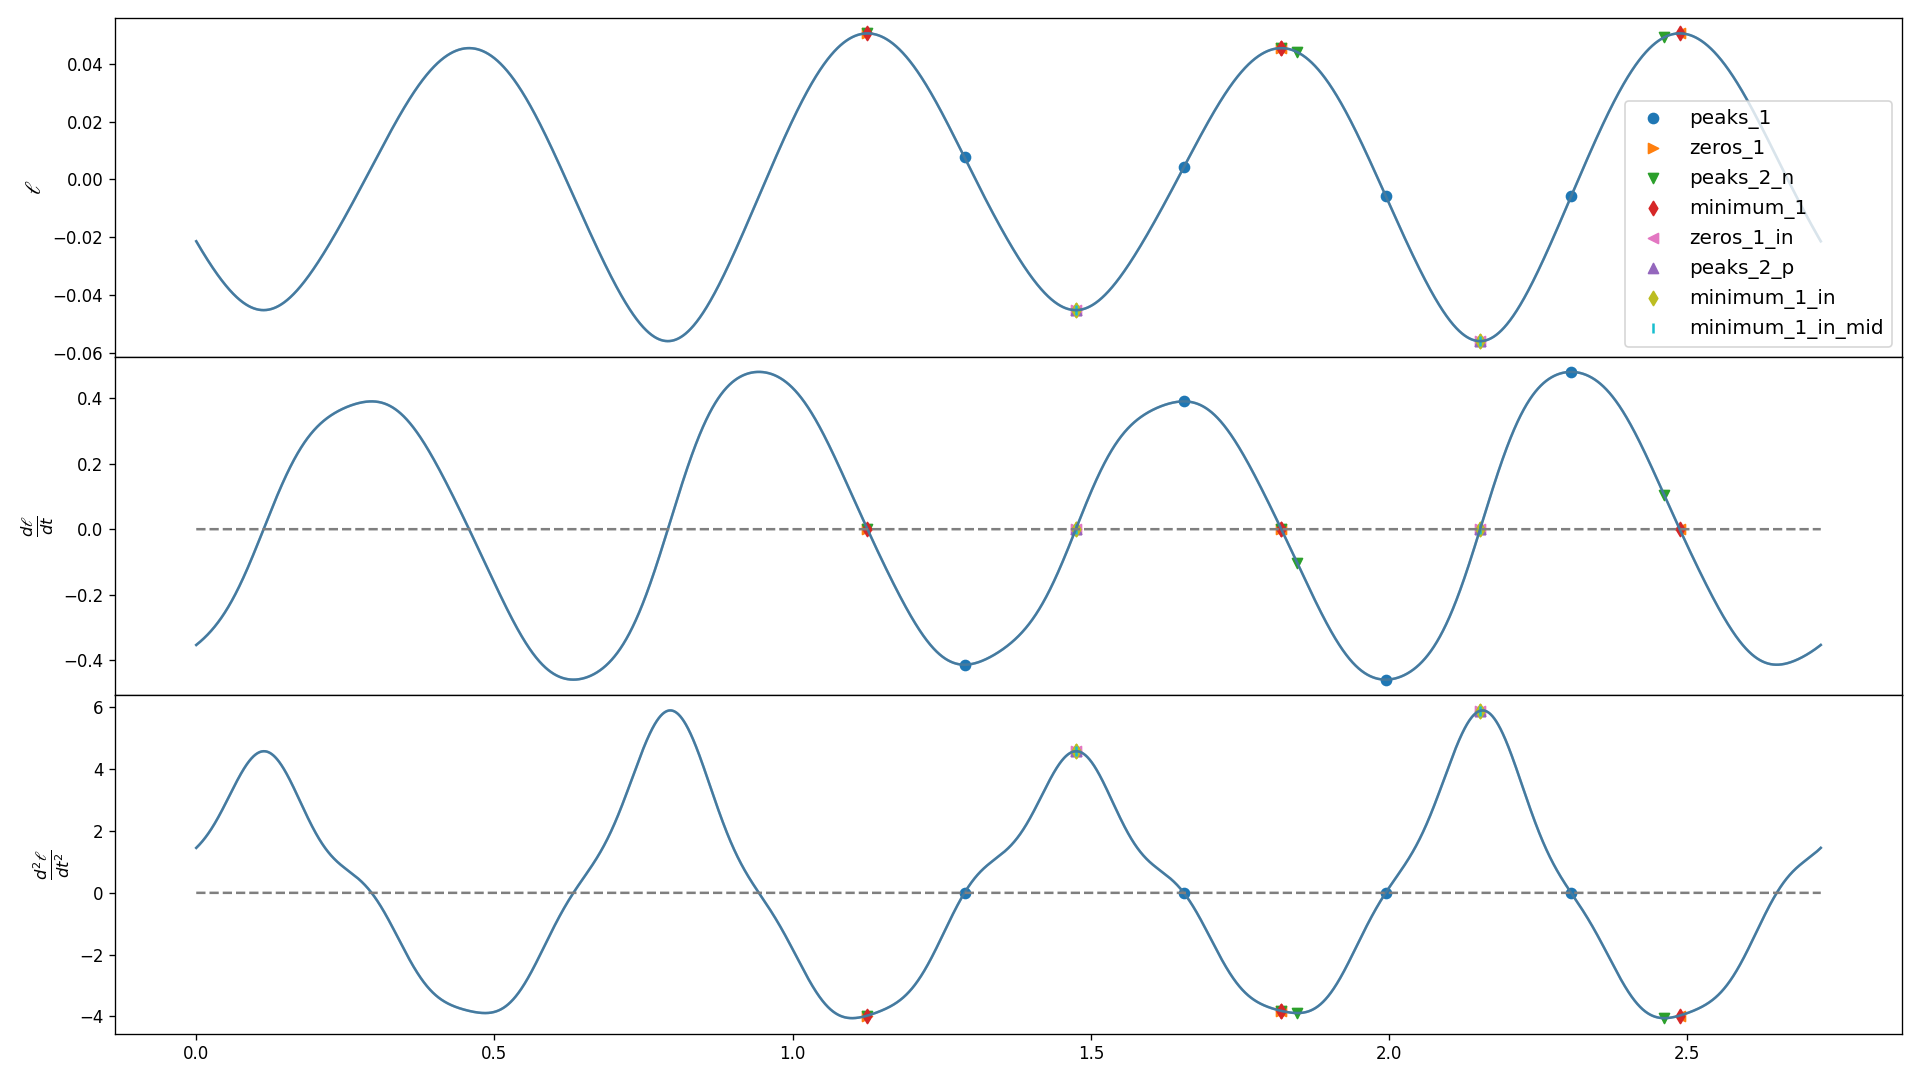 0.04
0.02
0.00
−0.02
−0.04
−0.06
ℓ
peaks_1
zeros_1
peaks_2_n
minimum_1
zeros_1_in
peaks_2_p
minimum_1_in
minimum_1_in_mid
0.4
0.2
0.0
−0.2
−0.4
dℓ/dt
6
4
2
0
−2
−4
d²ℓ/dt²
0.0 0.5 1.0 1.5 2.0 2.5